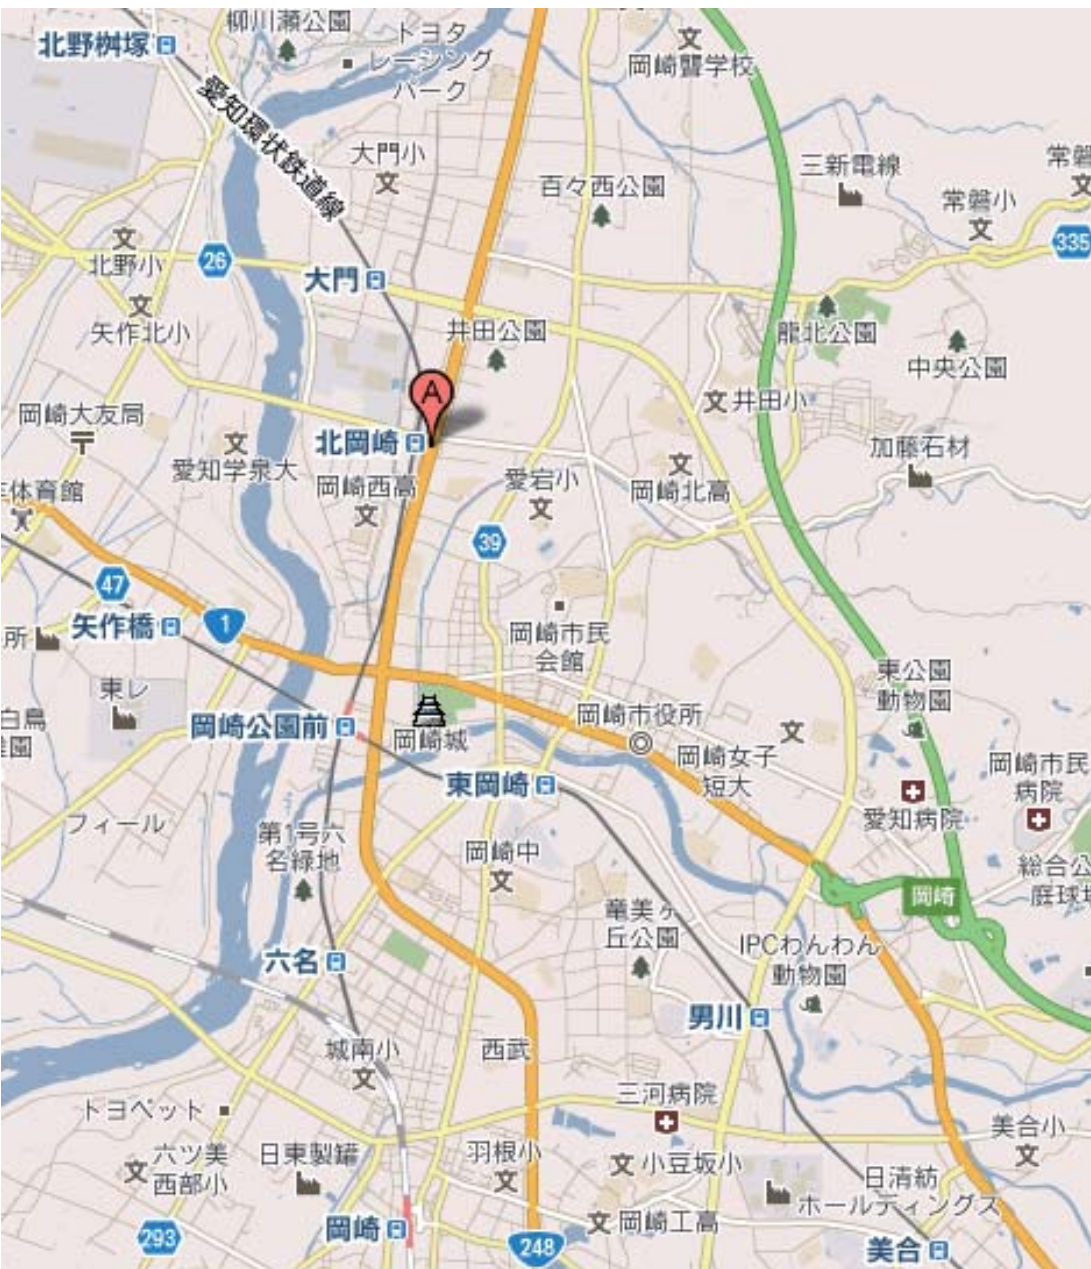 柳川瀬公園
北野桝塚
トヨタ
レーシング
パーク
岡崎聾学校
愛知環状鉄道線
大門小
文
三新電線
常磐
百々西公園
常磐小
335
北野小
26
大門
矢作北小
井田公園
龍北公園
中央公園
A
井田小
岡崎大友局
北岡崎
加藤石材
愛知学泉大
体育館
岡崎西高
愛宕小
岡崎北高
39
47
矢作橋
1
所
岡崎市民
会館
東公園
動物園
東レ
白鳥
岡崎公園前
岡崎城
岡崎市役所
岡崎女子
短大
東岡崎
岡崎市民
病院
愛知病院
フィール
第1号六
名緑地
岡崎中
総合公
庭球場
岡崎
竜美ヶ
丘公園
IPCわんわん
動物園
六名
男川
城南小
西武
三河病院
トヨペット
美合小
六ツ美
西部小
日東製罐
羽根小
小豆坂小
日清紡
ホールディングス
岡崎
岡崎工高
293
248
美合